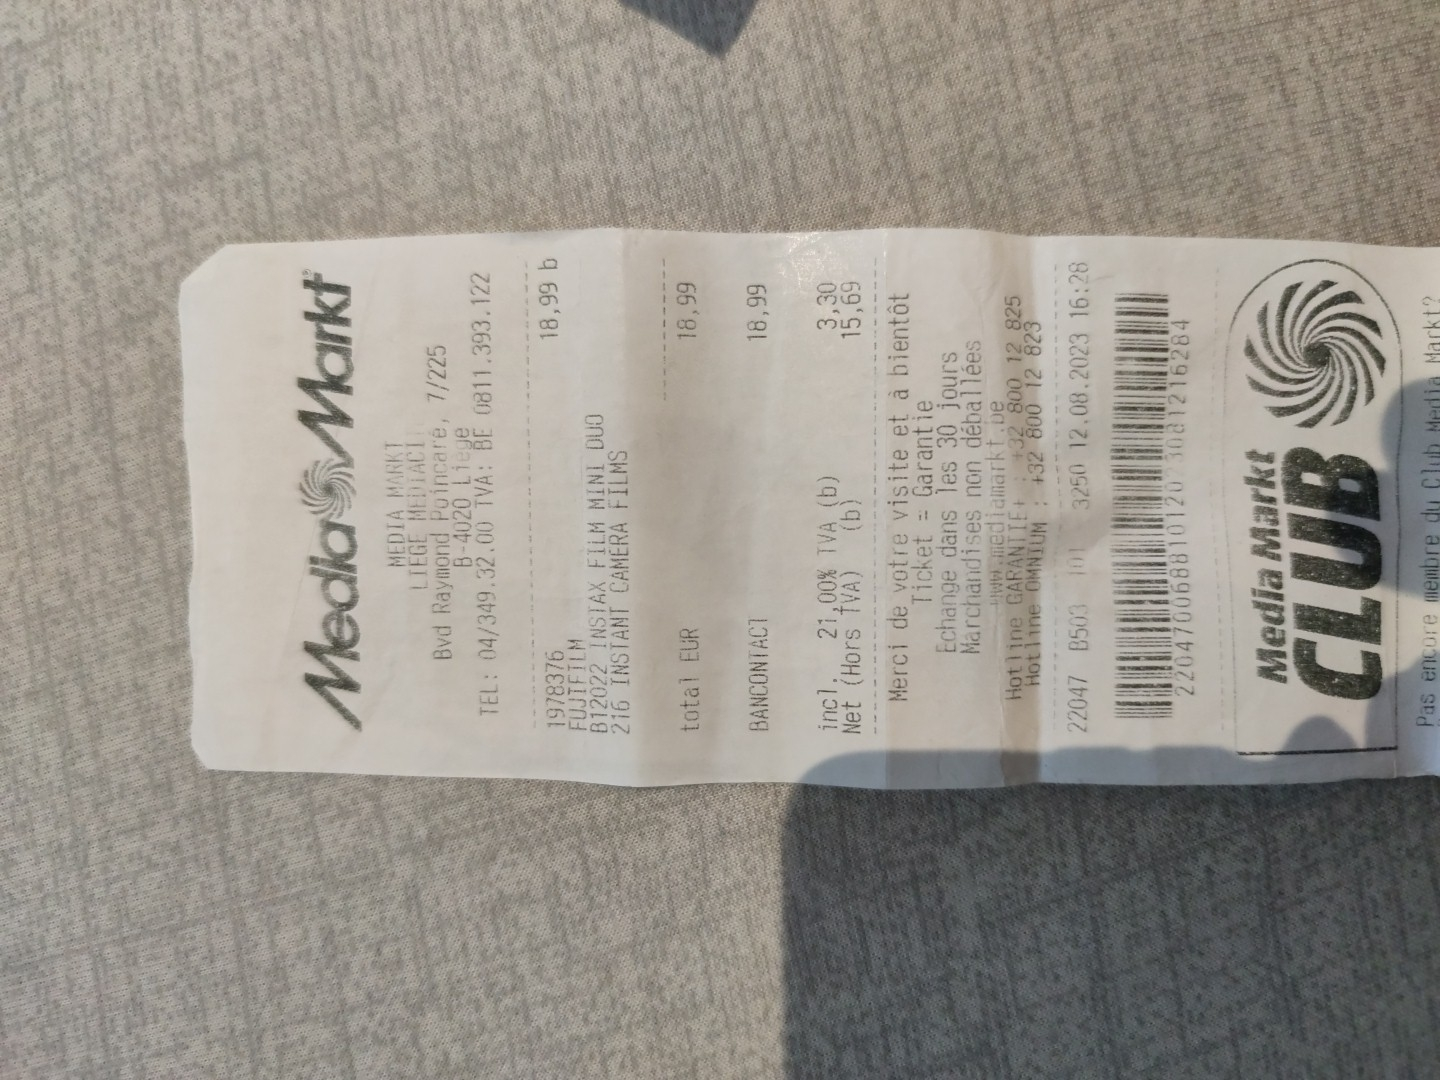 Media Markt
MEDIA MARKT
LIEGE MEDIACI
Bvd Raymond Poincaré, 7/225
B-4020 Liège
TEL: 04/349.32.00 TVA: BE 0811.393.122
1978376 18,99 b
FUJIFILM
B12022 INSTAX FILM MINI DUO
216 INSTANT CAMERA FILMS
total EUR 18,99
BANCONTACT 18,99
incl. 21,00% TVA (b) 3,30
Net (Hors TVA) (b) 15,69
Merci de votre visite et à bientôt
Ticket = Garantie
Echange dans les 30 jours
Marchandises non déballées
www.mediamarkt.be
Hotline GARANTIE : +32 800 12 825
Hotline OMNIUM : +32 800 12 823
22047 B503 101 3250 12.08.2023 16:28
Media Markt
CLUB
Pas encore membre du Club Media Markt?